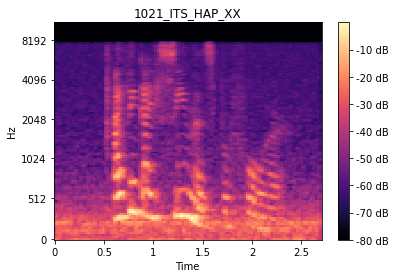 1021_ITS_HAP_XX
8192
4096
2048
1024
512
0
Hz
0
0.5
1
1.5
2
2.5
Time
-10 dB
-20 dB
-30 dB
-40 dB
-50 dB
-60 dB
-70 dB
-80 dB